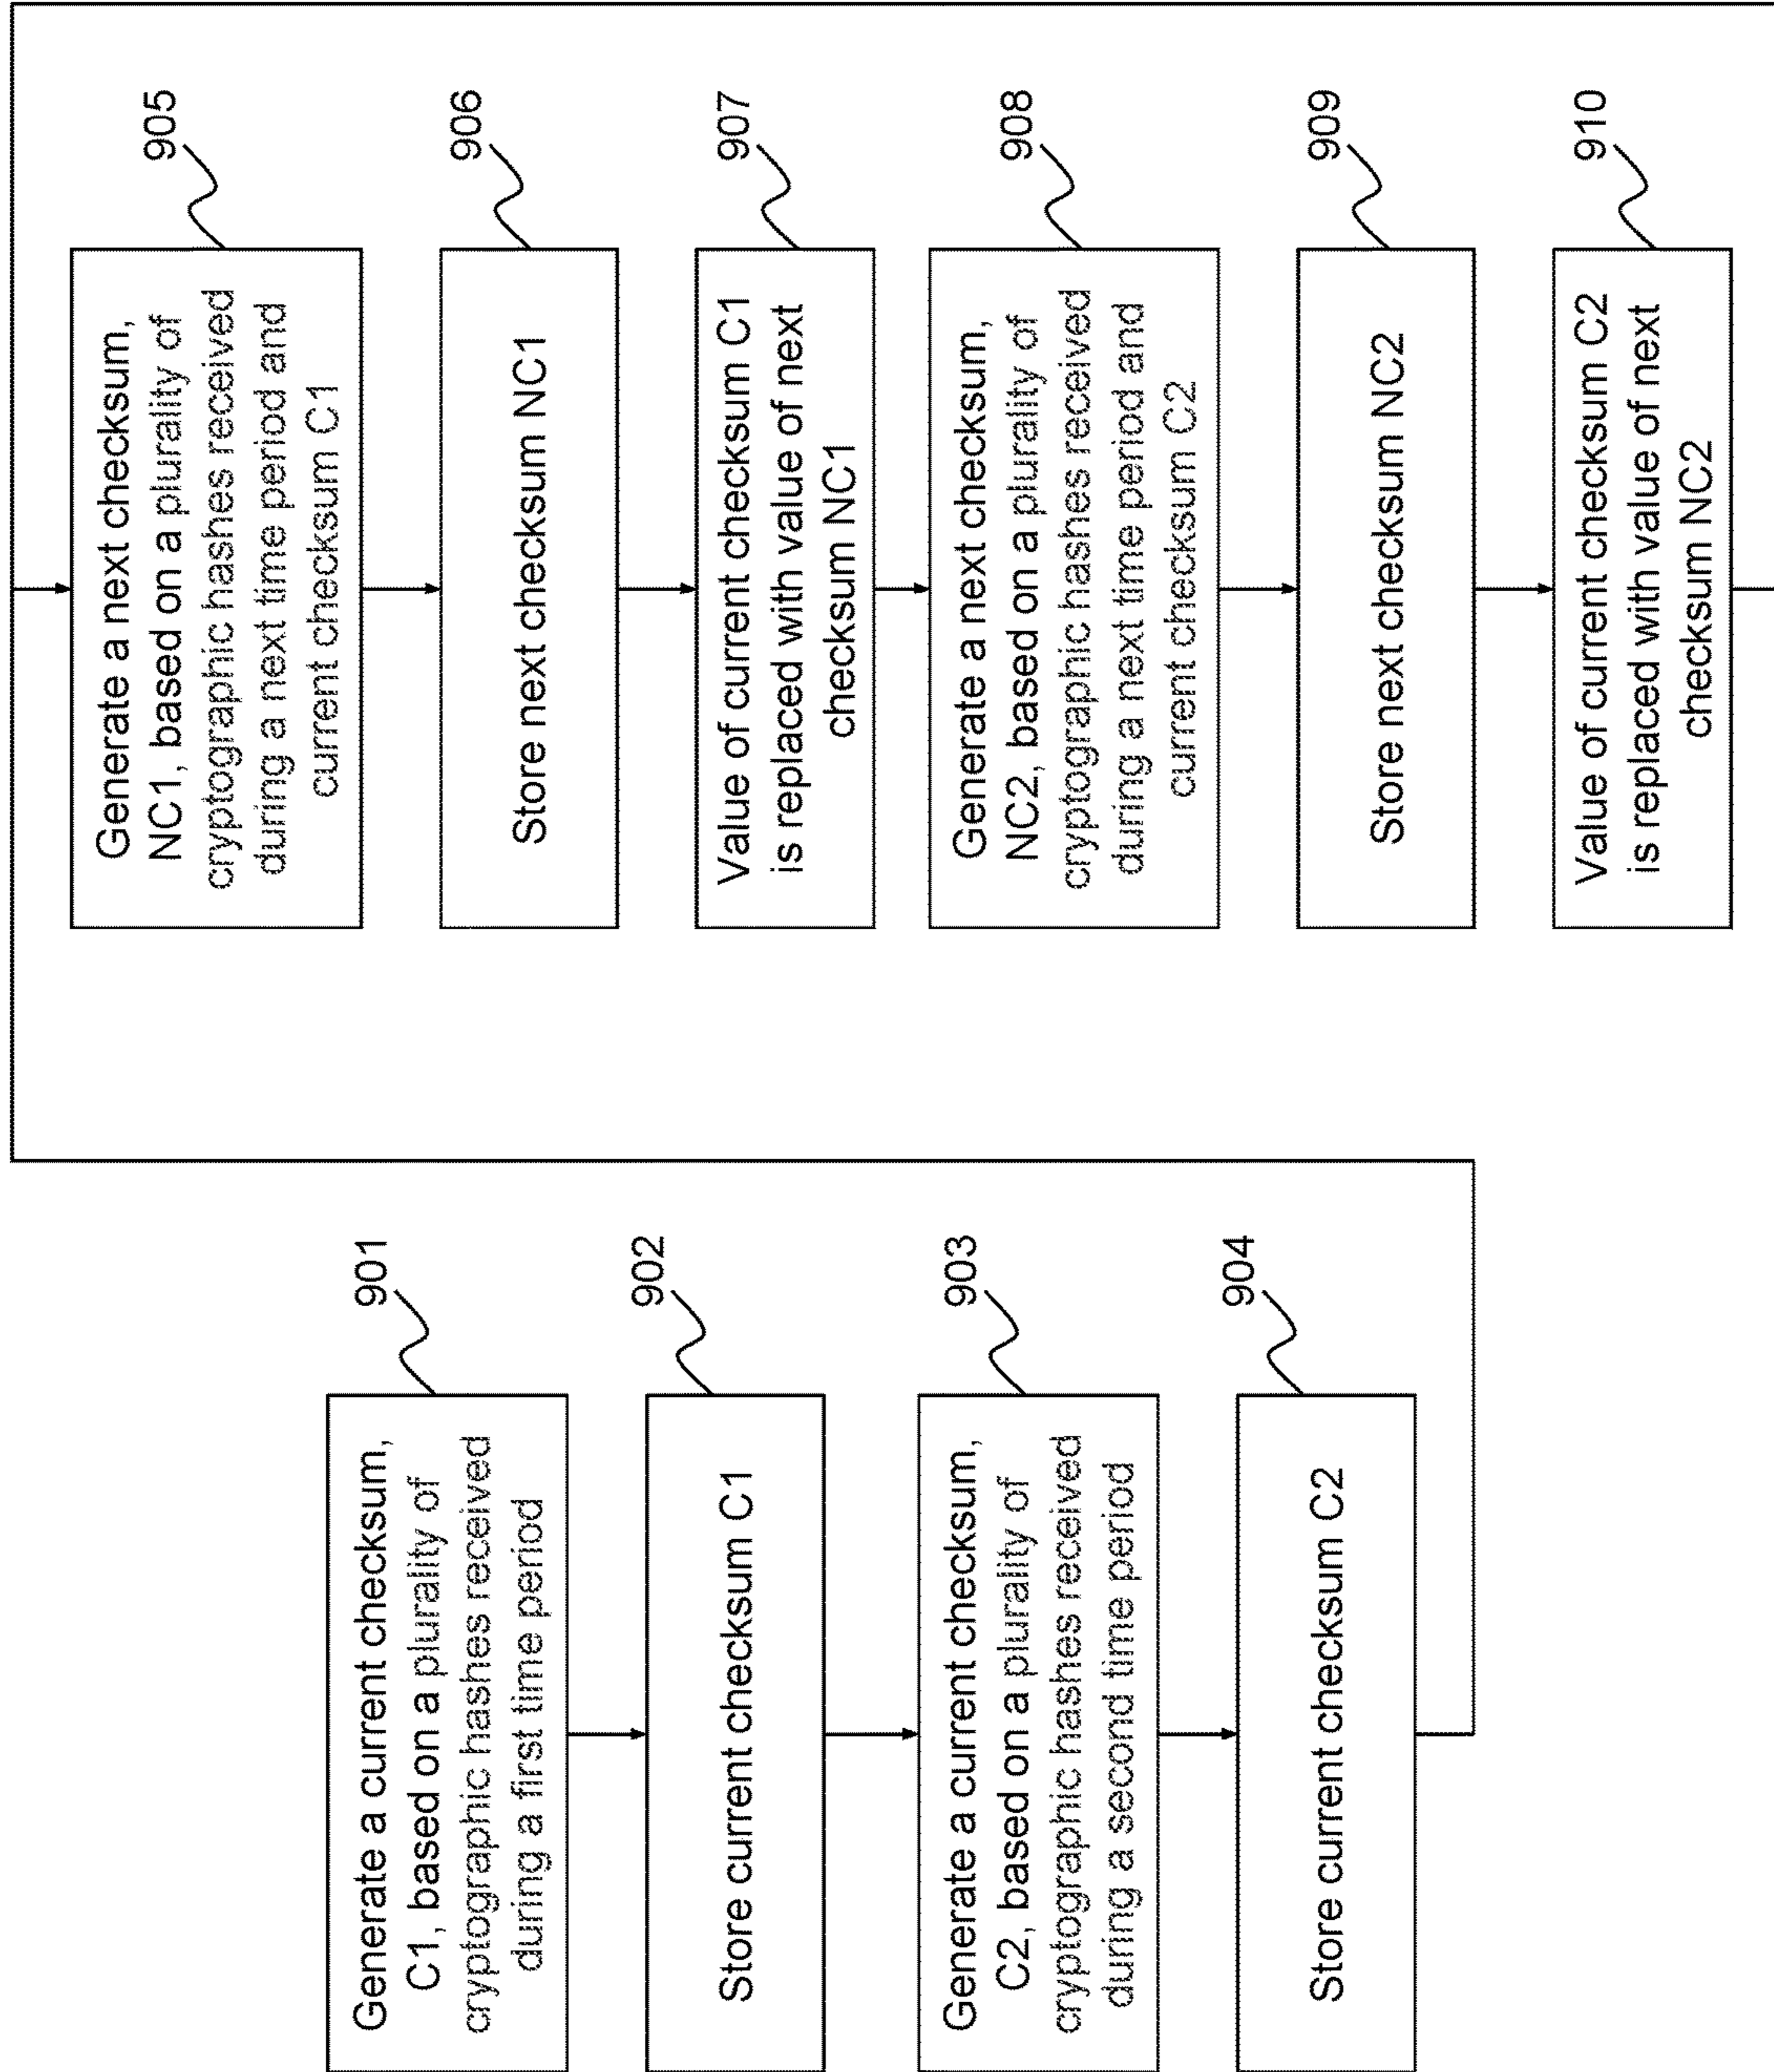 Generate a current checksum,
C1, based on a plurality of
cryptographic hashes received
during a first time period
901
Store current checksum C1
902
Generate a current checksum,
C2, based on a plurality of
cryptographic hashes received
during a second time period
903
Store current checksum C2
904
Generate a next checksum,
NC1, based on a plurality of
cryptographic hashes received
during a next time period and
current checksum C1
905
Store next checksum NC1
906
Value of current checksum C1
is replaced with value of next
checksum NC1
907
Generate a next checksum,
NC2, based on a plurality of
cryptographic hashes received
during a next time period and
current checksum C2
908
Store next checksum NC2
909
Value of current checksum C2
is replaced with value of next
checksum NC2
910